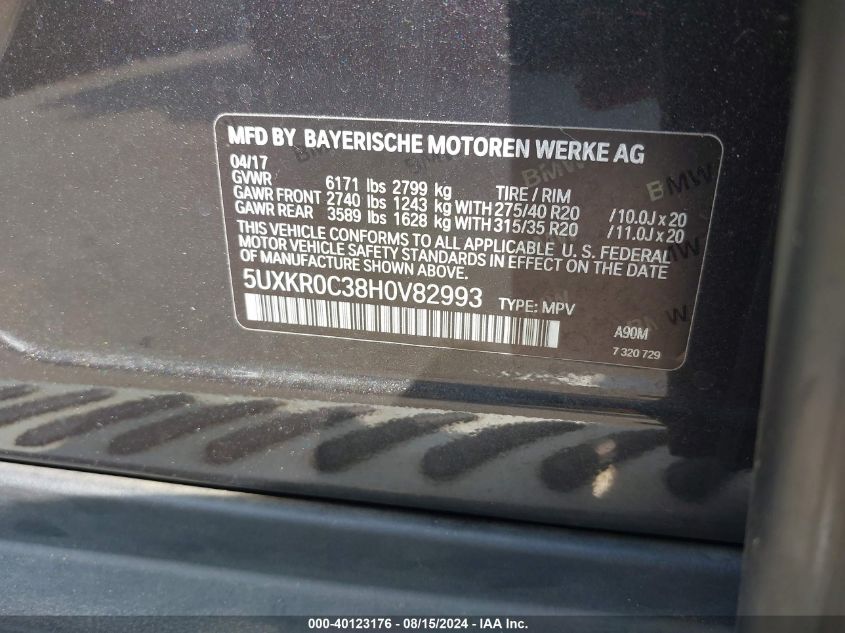 MFD BY BAYERISCHE MOTOREN WERKE AG
04/17
GVWR 6171 lbs 2799 kg TIRE / RIM
GAWR FRONT 2740 lbs 1243 kg WITH 275/40 R20 /10.0J x 20
GAWR REAR 3589 lbs 1628 kg WITH 315/35 R20 /11.0J x 20
THIS VEHICLE CONFORMS TO ALL APPLICABLE U. S. FEDERAL
MOTOR VEHICLE SAFETY STANDARDS IN EFFECT ON THE DATE
OF MANUFACTURE SHOWN ABOVE.
5UXKR0C38H0V82993 TYPE: MPV
A90M
7 320 729
BMW
BMW
BMW
000-40123176 - 08/15/2024 - IAA Inc.